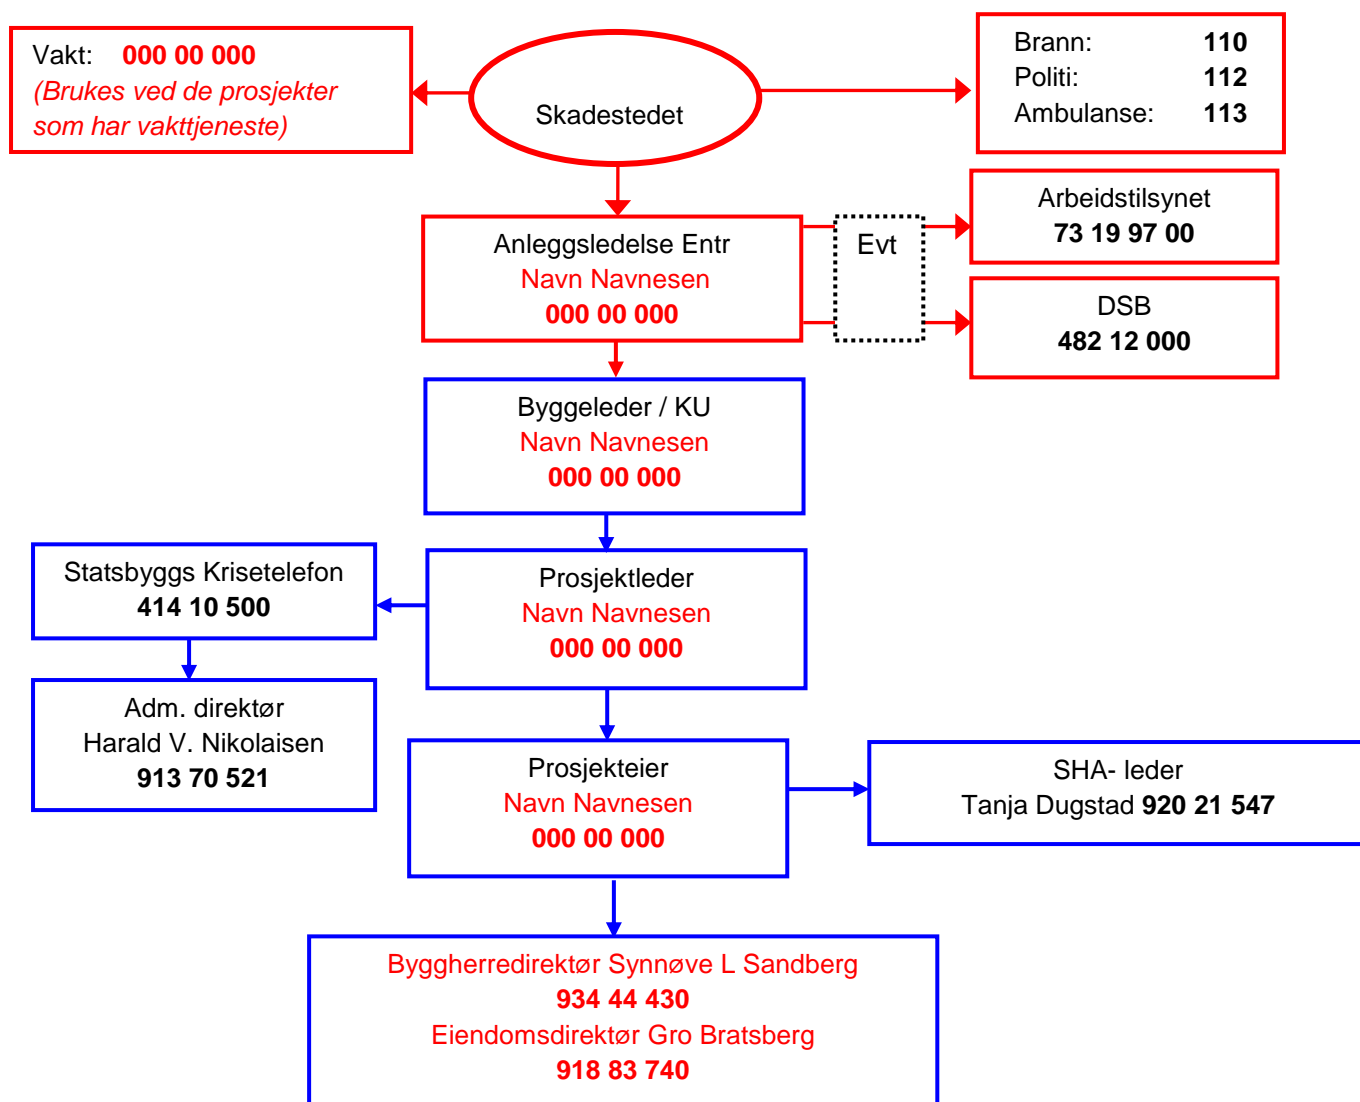 Vakt: 000 00 000
(Brukes ved de prosjekter
som har vakttjeneste)
Skadestedet
Brann: 110
Politi: 112
Ambulanse: 113
Anleggsledelse Entr
Navn Navnesen
000 00 000
Evt
Arbeidstilsynet
73 19 97 00
DSB
482 12 000
Byggeleder / KU
Navn Navnesen
000 00 000
Statsbyggs Krisetelefon
414 10 500
Prosjektleder
Navn Navnesen
000 00 000
Adm. direktør
Harald V. Nikolaisen
913 70 521
Prosjekteier
Navn Navnesen
000 00 000
SHA- leder
Tanja Dugstad 920 21 547
Byggherredirektør Synnøve L Sandberg
934 44 430
Eiendomsdirektør Gro Bratsberg
918 83 740